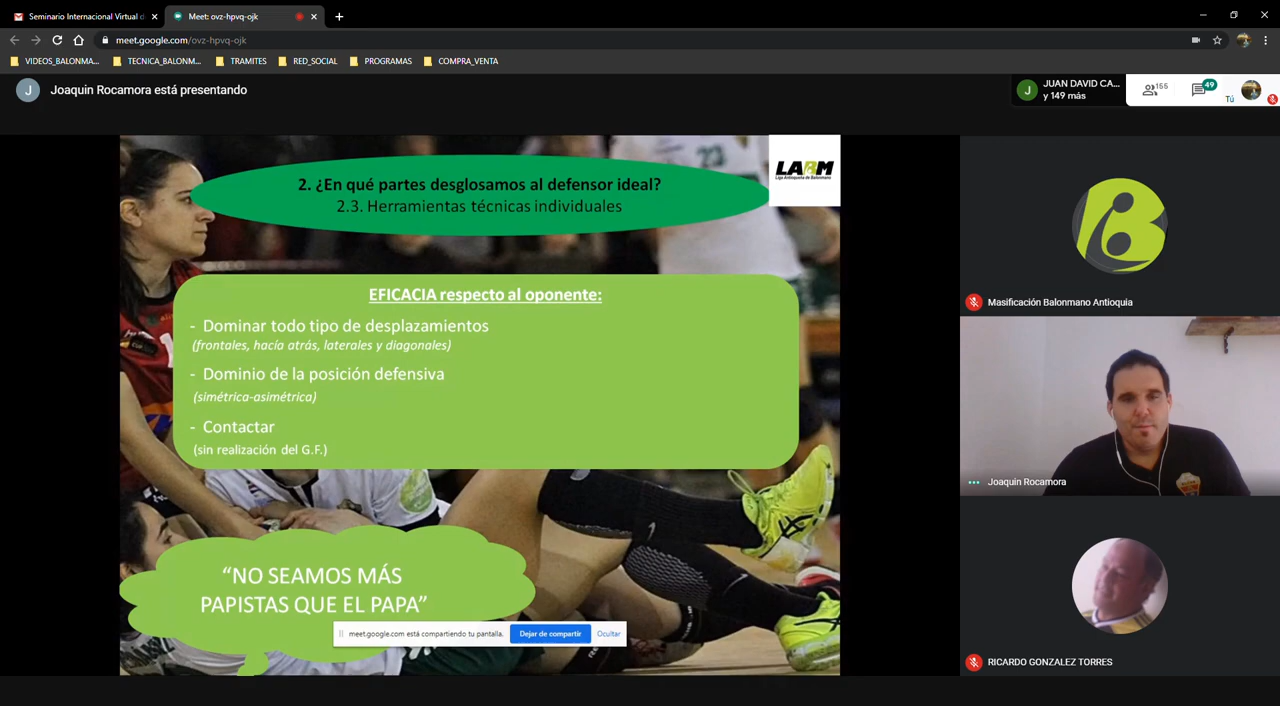 Seminario Internacional Virtual d
Meet: ovz-hpvq-ojk
meet.google.com/ovz-hpvq-ojk
VIDEOS_BALONMA...
TECNICA_BALONM...
TRAMITES
RED_SOCIAL
PROGRAMAS
COMPRA_VENTA
J
Joaquin Rocamora está presentando
J
JUAN DAVID CA...
y 149 más
155
49
Tú
2. ¿En qué partes desglosamos al defensor ideal?
2.3. Herramientas técnicas individuales
LABM
Liga Antioqueña de Balonmano
23
EFICACIA respecto al oponente:
- Dominar todo tipo de desplazamientos
(frontales, hacía atrás, laterales y diagonales)
- Dominio de la posición defensiva
(simétrica-asimétrica)
- Contactar
(sin realización del G.F.)
“NO SEAMOS MÁS
PAPISTAS QUE EL PAPA”
meet.google.com está compartiendo tu pantalla.
Dejar de compartir
Ocultar
Masificación Balonmano Antioquia
Joaquin Rocamora
RICARDO GONZALEZ TORRES